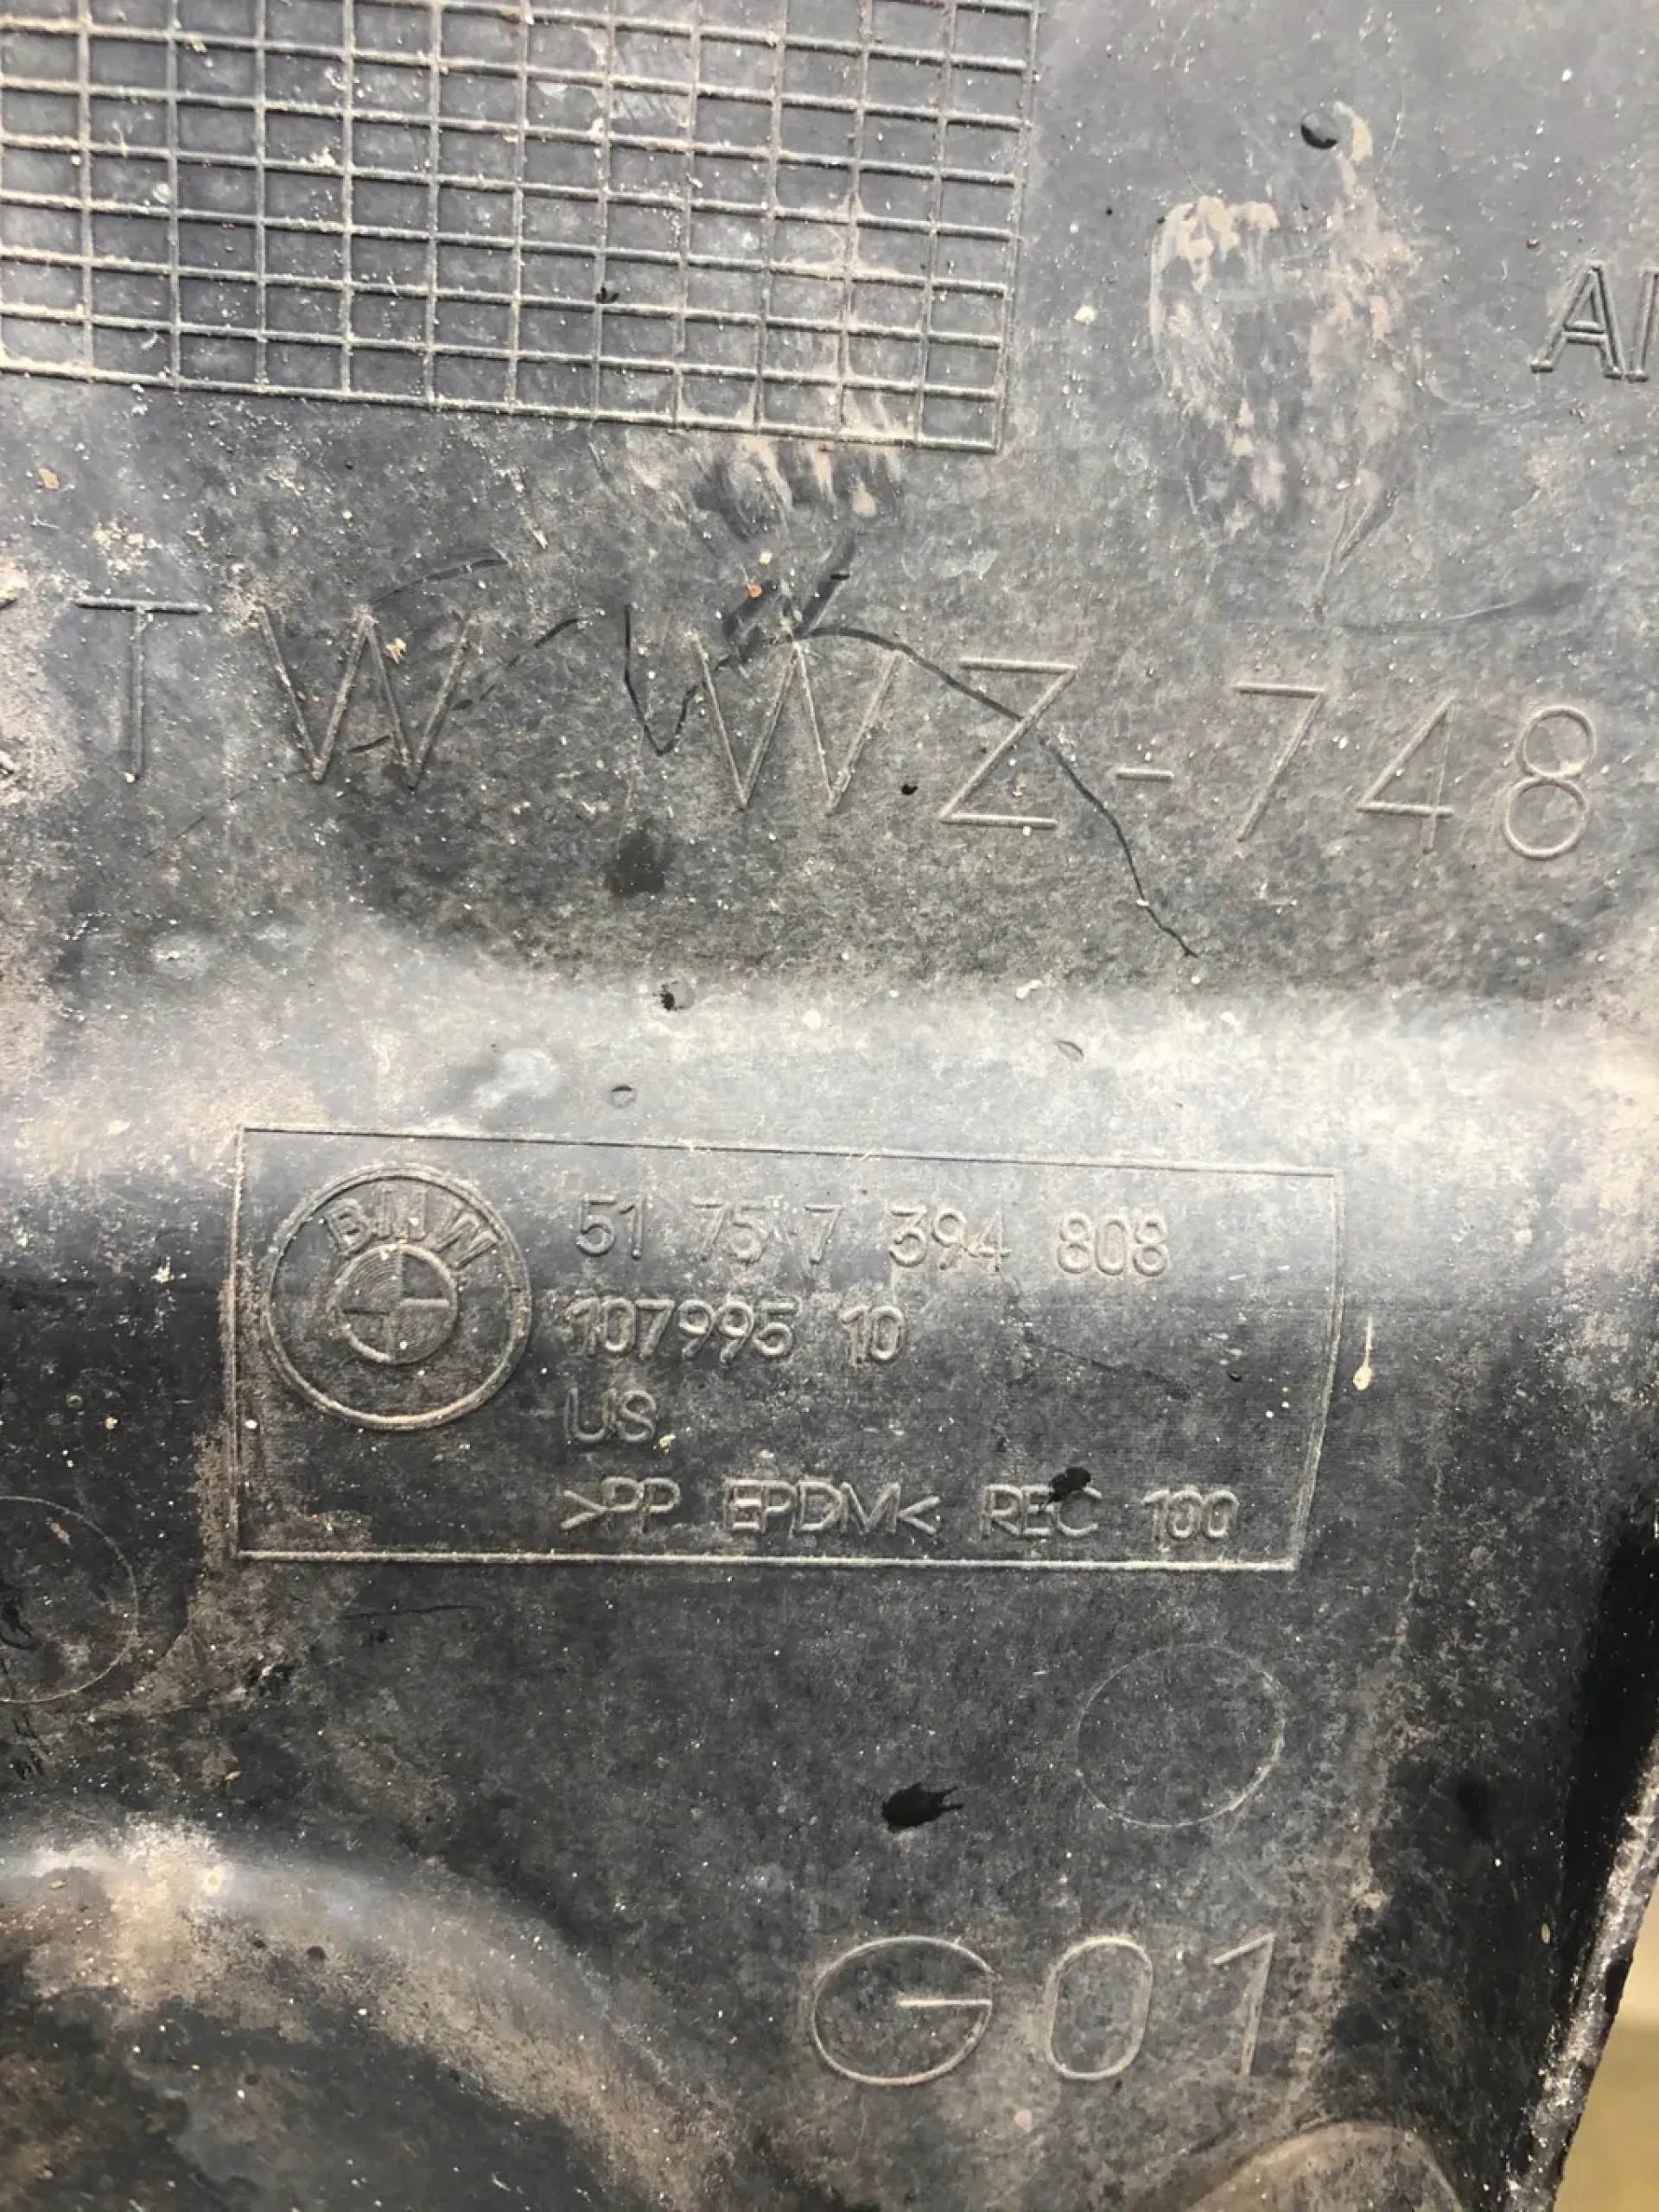 TW WZ-748
BMW
51 75 7 394 808
107995 10
US
>PP EPDM< REC 100
G01